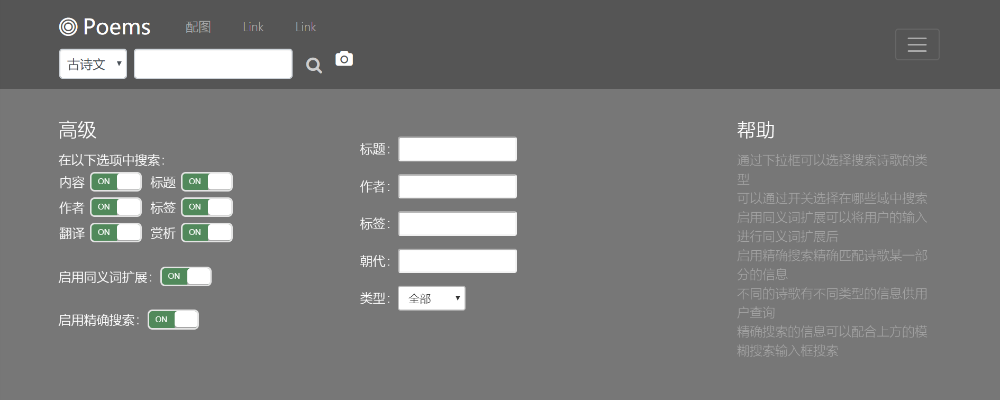 Poems 配图 Link Link
古诗文
高级
在以下选项中搜索：
内容 ON 标题 ON
作者 ON 标签 ON
翻译 ON 赏析 ON
启用同义词扩展： ON
启用精确搜索： ON
标题：
作者：
标签：
朝代：
类型： 全部
帮助
通过下拉框可以选择搜索诗歌的类
型
可以通过开关选择在哪些域中搜索
启用同义词扩展可以将用户的输入
进行同义词扩展后
启用精确搜索精确匹配诗歌某一部
分的信息
不同的诗歌有不同类型的信息供用
户查询
精确搜索的信息可以配合上方的模
糊搜索输入框搜索